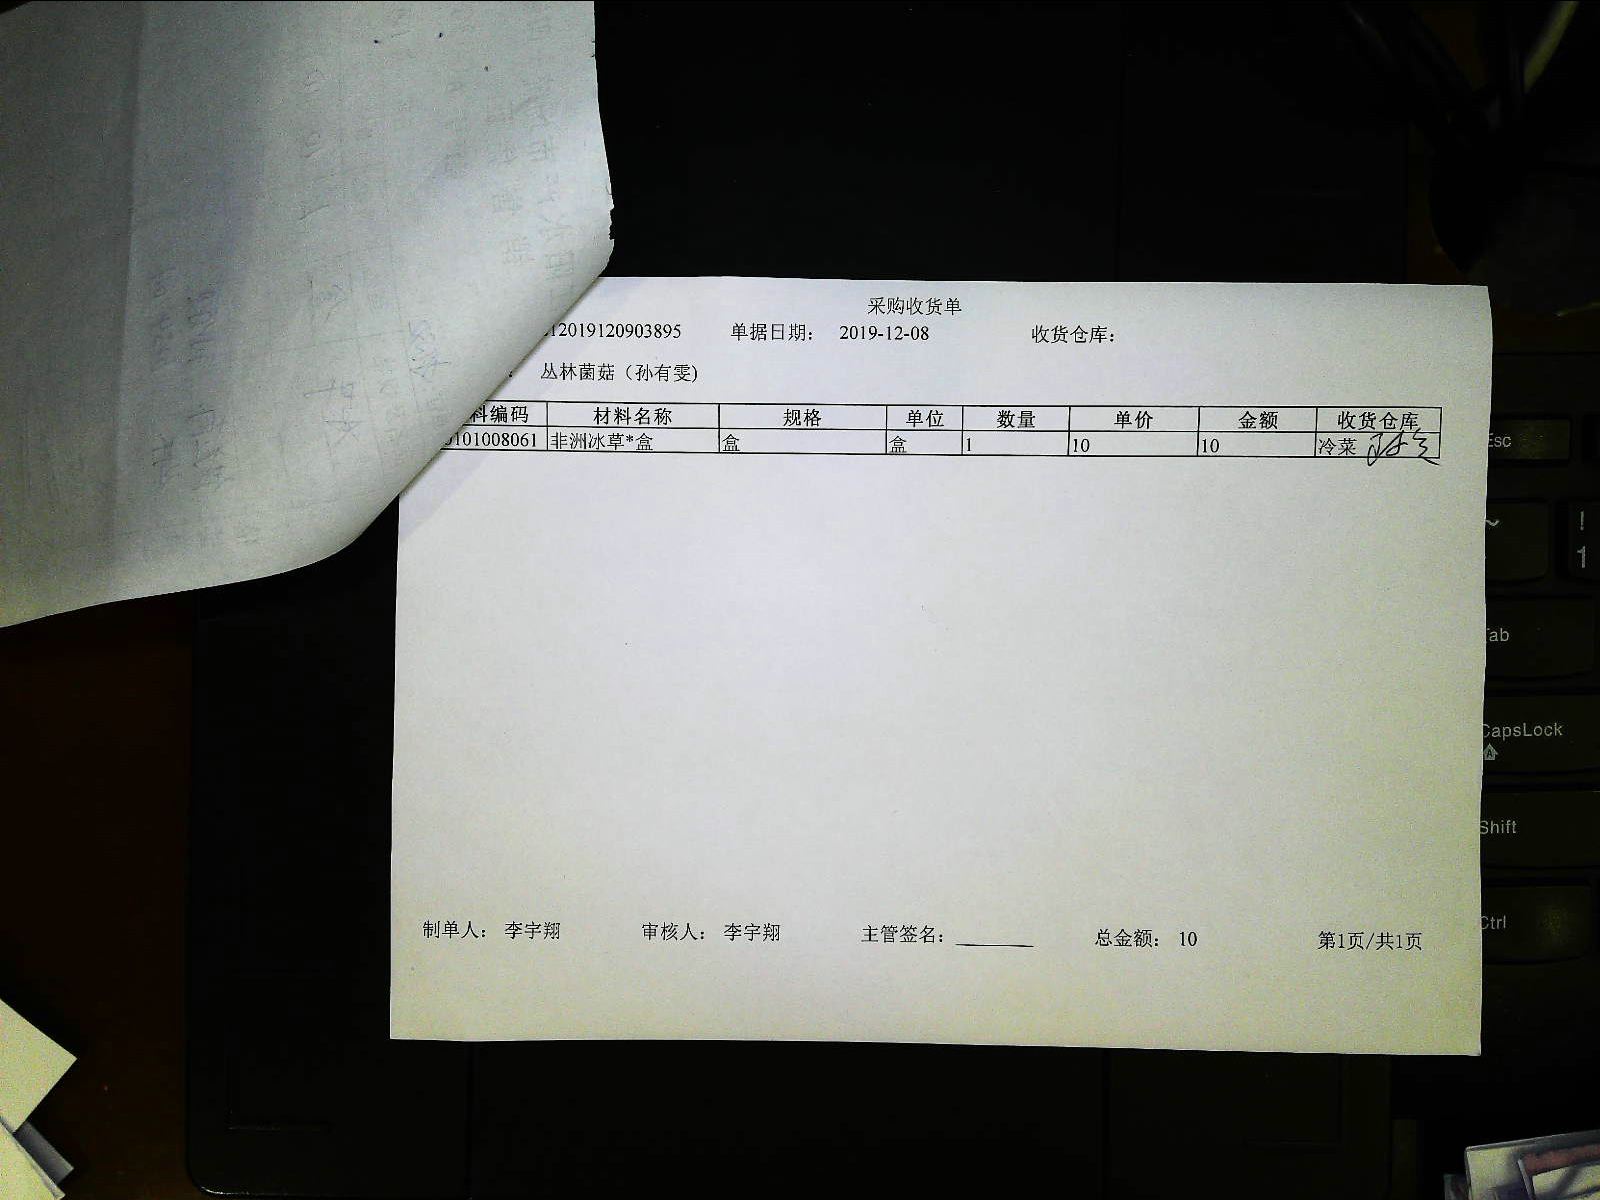 采购收货单
12019120903895 单据日期: 2019-12-08 收货仓库:
丛林菌菇（孙有雯)
料编码 材料名称 规格 单位 数量 单价 金额 收货仓库
0101008061 非洲冰草*盒 盒 盒 1 10 10 冷菜
制单人: 李宇翔 审核人: 李宇翔 主管签名: 总金额: 10 第1页/共1页
Esc
~
!
1
Tab
CapsLock
A
Shift
Ctrl